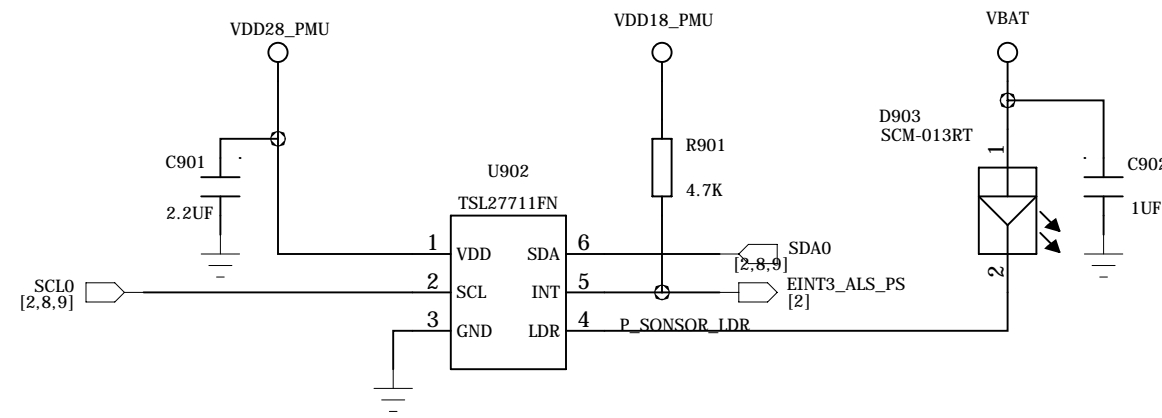 VDD28_PMU
VDD18_PMU
VBAT
D903
SCM-013RT
C901
2.2UF
U902
TSL27711FN
R901
4.7K
1
C902
1UF
1
VDD
SDA
6
SDA0
[2,8,9]
SCL0
[2,8,9]
2
SCL
INT
5
EINT3_ALS_PS
[2]
2
3
GND
LDR
4
P_SONSOR_LDR